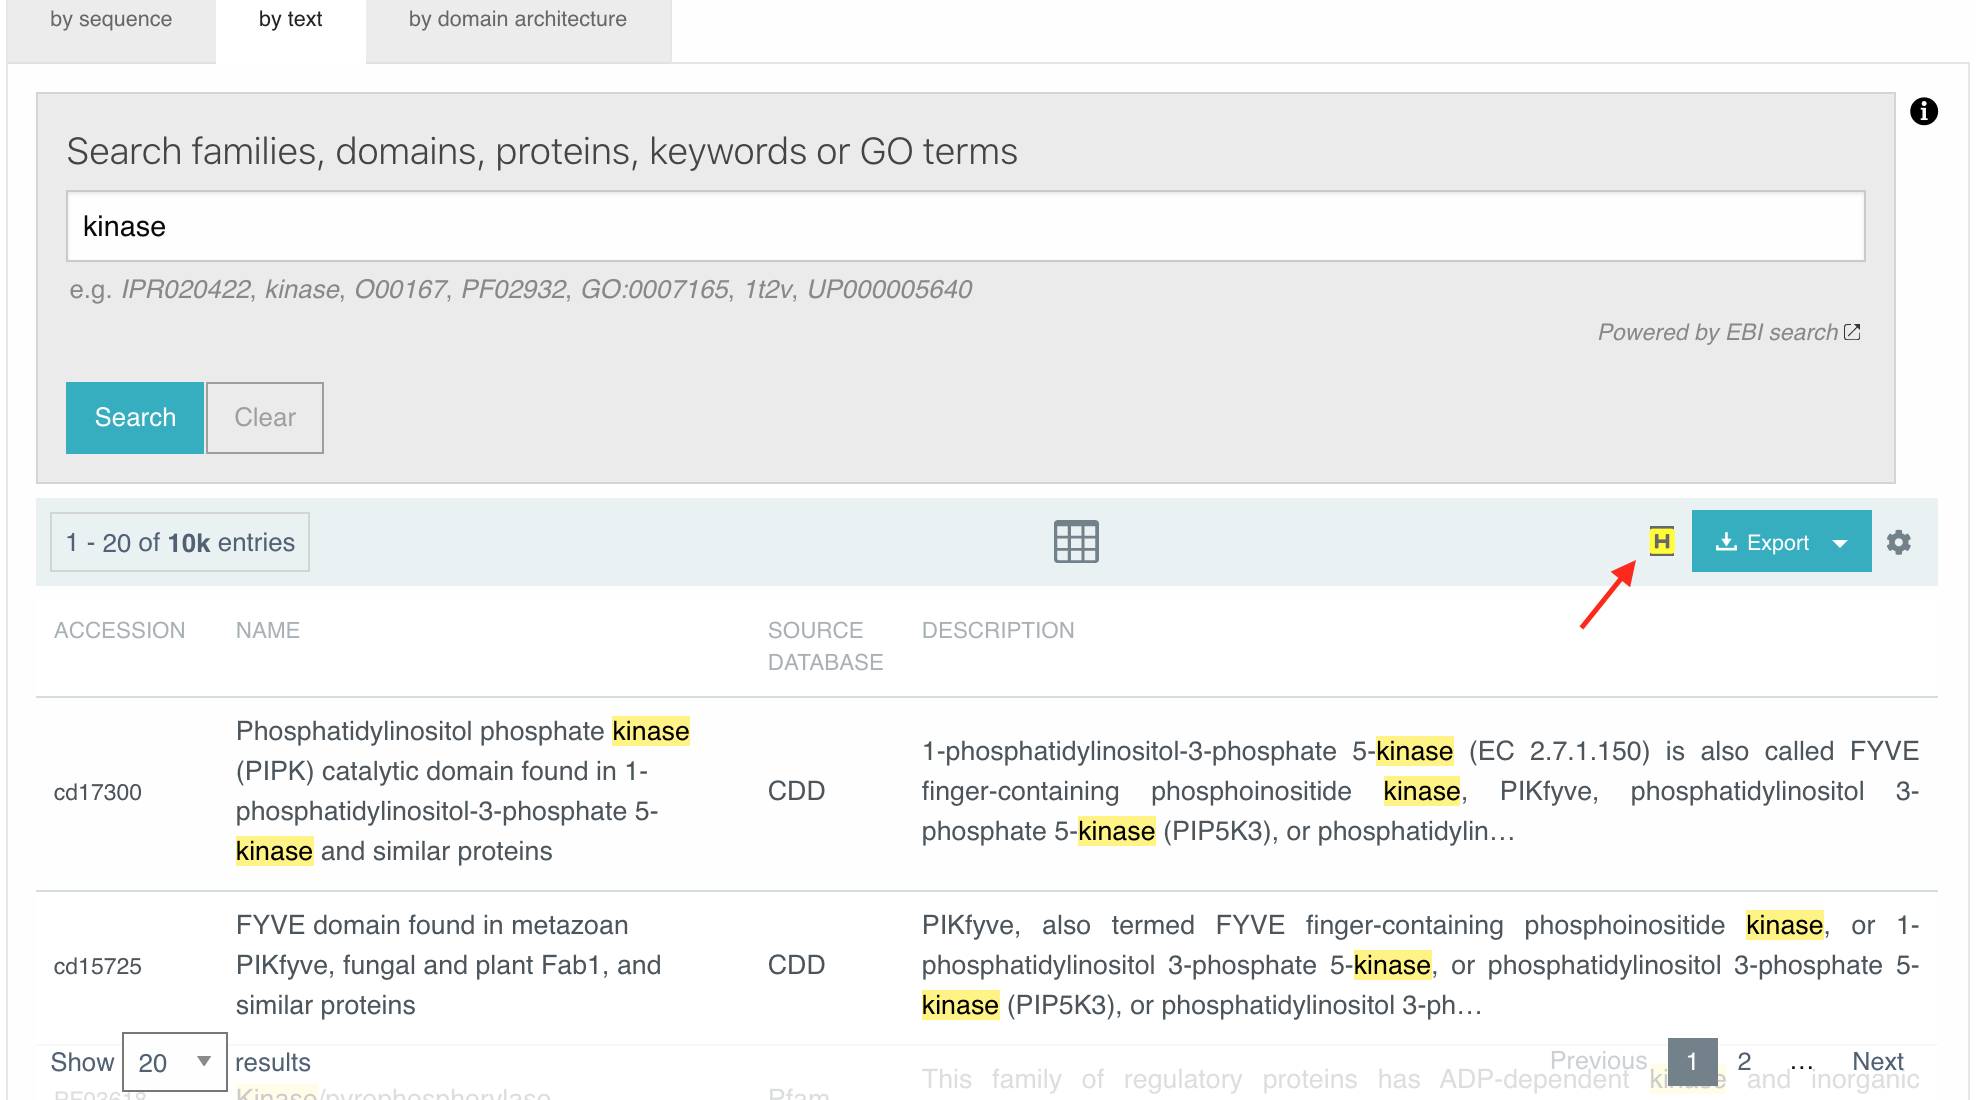 by sequence by text by domain architecture
Search families, domains, proteins, keywords or GO terms
kinase
e.g. IPR020422, kinase, O00167, PF02932, GO:0007165, 1t2v, UP000005640
Powered by EBI search
Search Clear
1 - 20 of 10k entries H Export
ACCESSION NAME SOURCE DATABASE DESCRIPTION
cd17300
Phosphatidylinositol phosphate kinase
(PIPK) catalytic domain found in 1-
phosphatidylinositol-3-phosphate 5-
kinase and similar proteins
CDD
1-phosphatidylinositol-3-phosphate 5-kinase (EC 2.7.1.150) is also called FYVE
finger-containing phosphoinositide kinase, PIKfyve, phosphatidylinositol 3-
phosphate 5-kinase (PIP5K3), or phosphatidylin…
cd15725
FYVE domain found in metazoan
PIKfyve, fungal and plant Fab1, and
similar proteins
CDD
PIKfyve, also termed FYVE finger-containing phosphoinositide kinase, or 1-
phosphatidylinositol 3-phosphate 5-kinase, or phosphatidylinositol 3-phosphate 5-
kinase (PIP5K3), or phosphatidylinositol 3-ph…
Show 20 results Previous 1 2 ... Next
PF03618 Kinase/pyrophosphorylase Pfam
This family of regulatory proteins has ADP-dependent kinase and inorganic